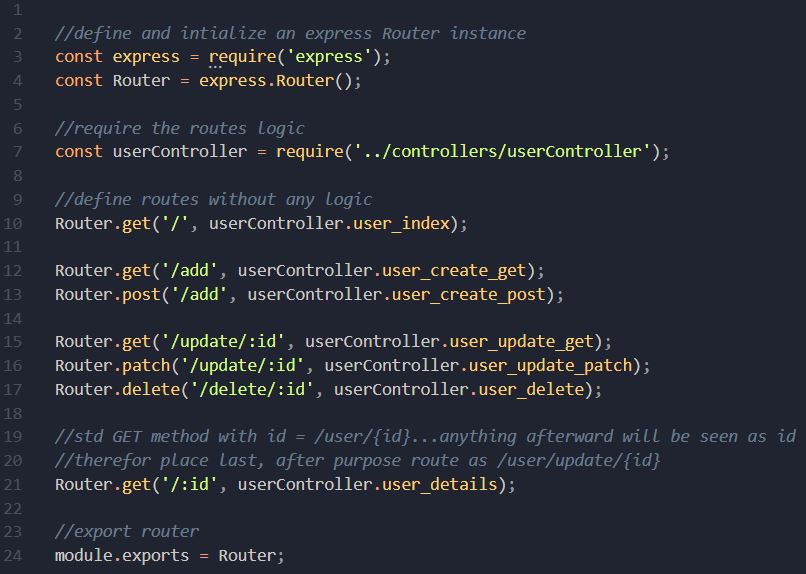 1
2 //define and intialize an express Router instance
3 const express = require('express');
4 const Router = express.Router();
5
6 //require the routes logic
7 const userController = require('../controllers/userController');
8
9 //define routes without any logic
10 Router.get('/', userController.user_index);
11
12 Router.get('/add', userController.user_create_get);
13 Router.post('/add', userController.user_create_post);
14
15 Router.get('/update/:id', userController.user_update_get);
16 Router.patch('/update/:id', userController.user_update_patch);
17 Router.delete('/delete/:id', userController.user_delete);
18
19 //std GET method with id = /user/{id}...anything afterward will be seen as id
20 //therefor place last, after purpose route as /user/update/{id}
21 Router.get('/:id', userController.user_details);
22
23 //export router
24 module.exports = Router;